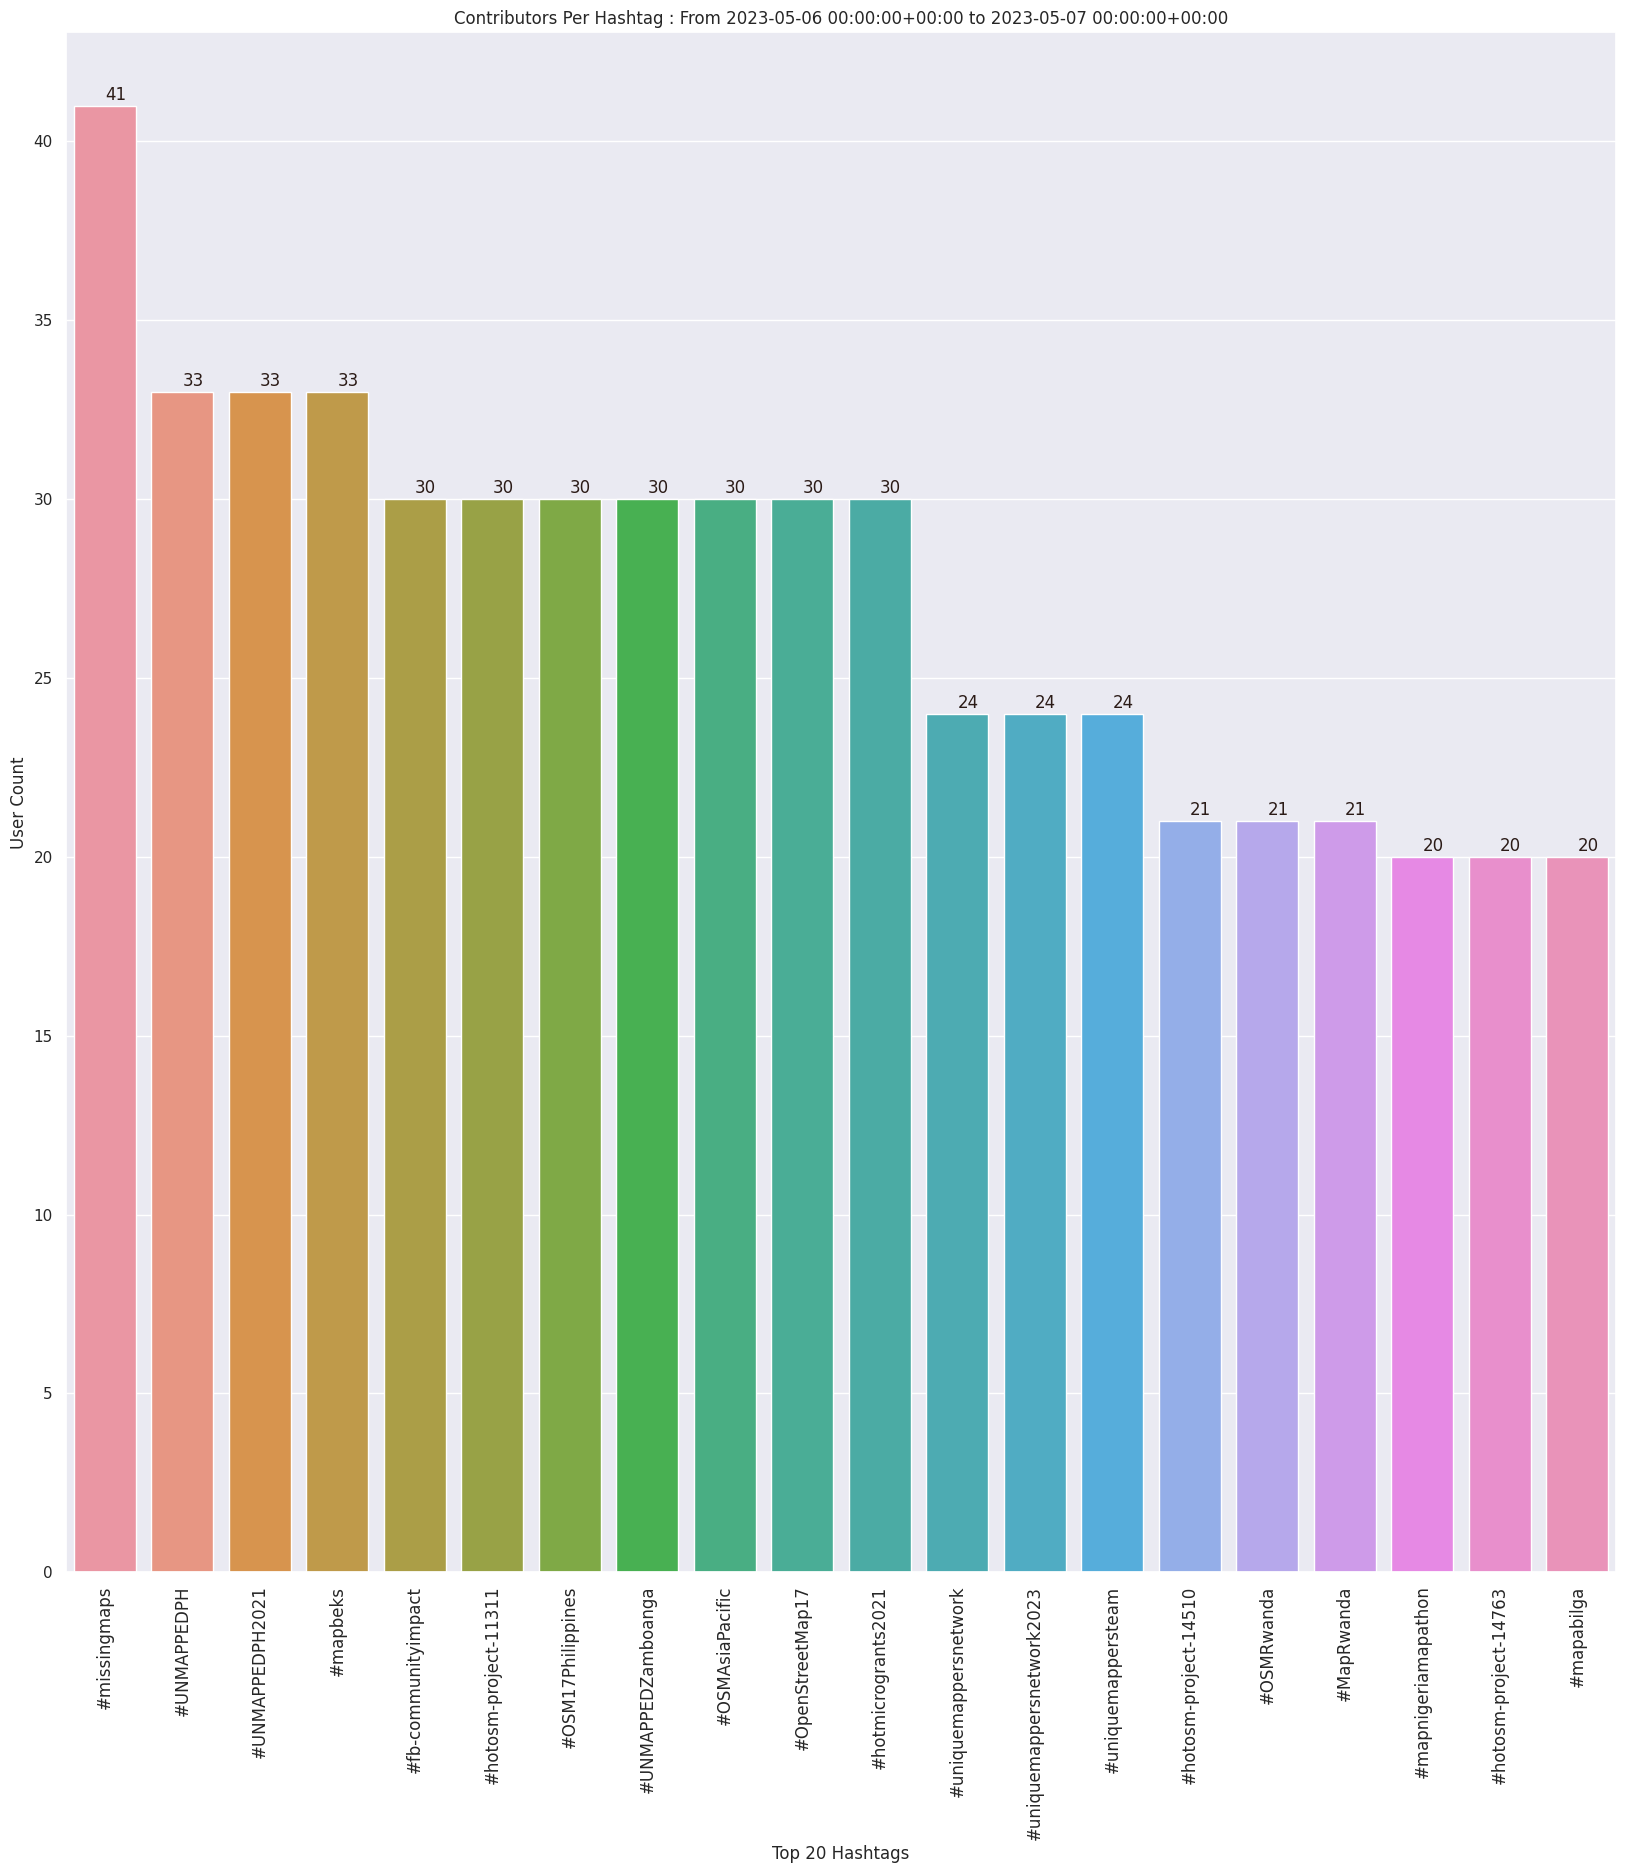 Contributors Per Hashtag : From 2023-05-06 00:00:00+00:00 to 2023-05-07 00:00:00+00:00
41
33
33
33
30
30
30
30
30
30
30
24
24
24
21
21
21
20
20
20
40
35
30
25
20
15
10
5
0
User Count
#missingmaps
#UNMAPPEDPH
#UNMAPPEDPH2021
#mapbeks
#fb-communityimpact
#hotosm-project-11311
#OSM17Philippines
#UNMAPPEDZamboanga
#OSMAsiaPacific
#OpenStreetMap17
#hotmicrogrants2021
#uniquemappersnetwork
#uniquemappersnetwork2023
#uniquemappersteam
#hotosm-project-14510
#OSMRwanda
#MapRwanda
#mapnigeriamapathon
#hotosm-project-14763
#mapabilga
Top 20 Hashtags